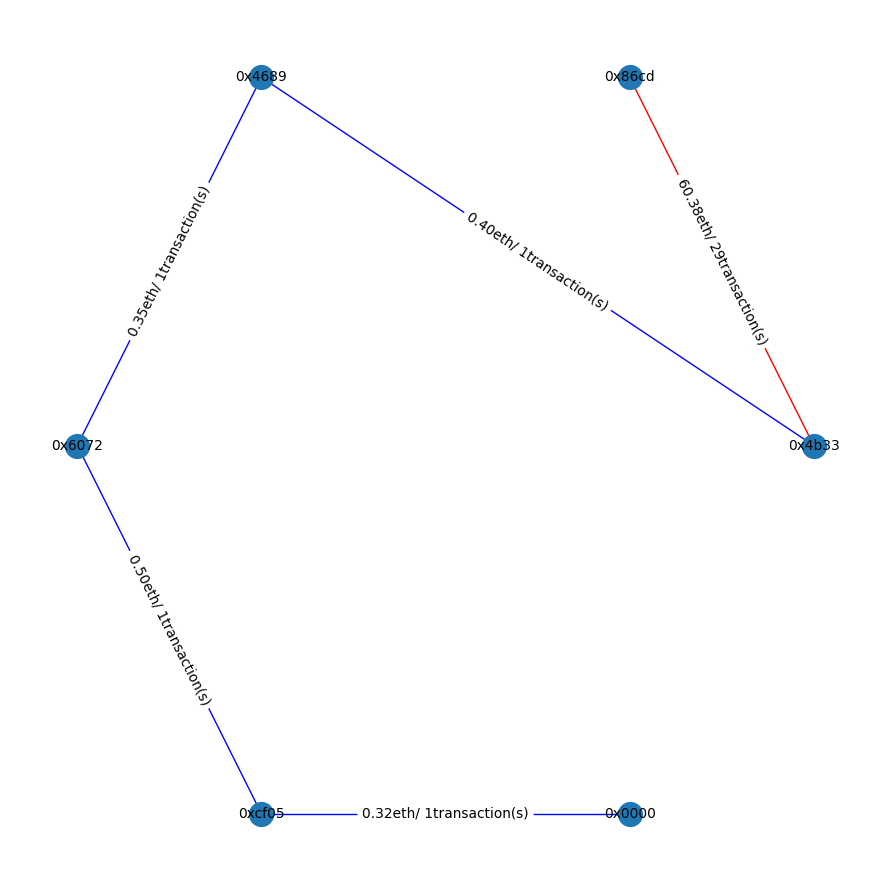 0x4689
0x86cd
0.35eth/ 1transaction(s)
0.40eth/ 1transaction(s)
60.38eth/ 29transaction(s)
0x6072
0x4b33
0.50eth/ 1transaction(s)
0xcf05
0.32eth/ 1transaction(s)
0x0000